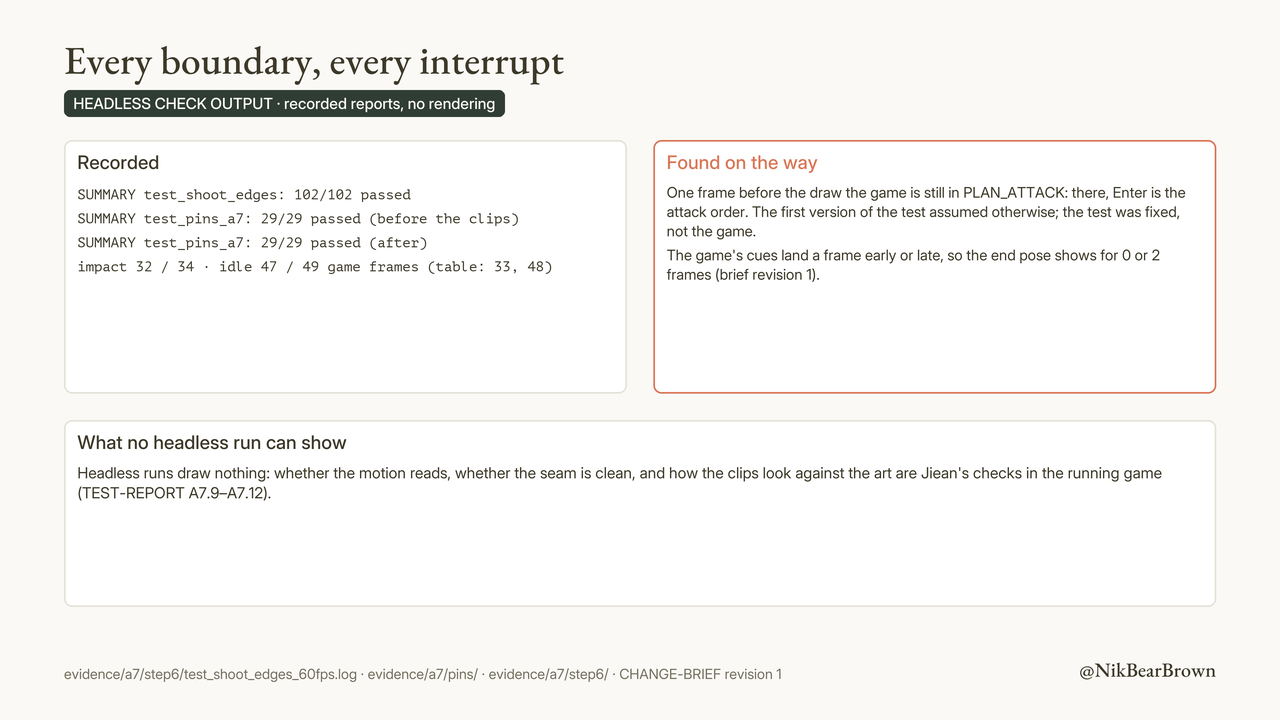 Every boundary, every interrupt
HEADLESS CHECK OUTPUT · recorded reports, no rendering
Recorded
SUMMARY test_shoot_edges: 102/102 passed
SUMMARY test_pins_a7: 29/29 passed (before the clips)
SUMMARY test_pins_a7: 29/29 passed (after)
impact 32 / 34 · idle 47 / 49 game frames (table: 33, 48)
Found on the way
One frame before the draw the game is still in PLAN_ATTACK: there, Enter is the
attack order. The first version of the test assumed otherwise; the test was fixed,
not the game.
The game's cues land a frame early or late, so the end pose shows for 0 or 2
frames (brief revision 1).
What no headless run can show
Headless runs draw nothing: whether the motion reads, whether the seam is clean, and how the clips look against the art are Jiean's checks in the running game
(TEST-REPORT A7.9–A7.12).
evidence/a7/step6/test_shoot_edges_60fps.log · evidence/a7/pins/ · evidence/a7/step6/ · CHANGE-BRIEF revision 1
@NikBearBrown